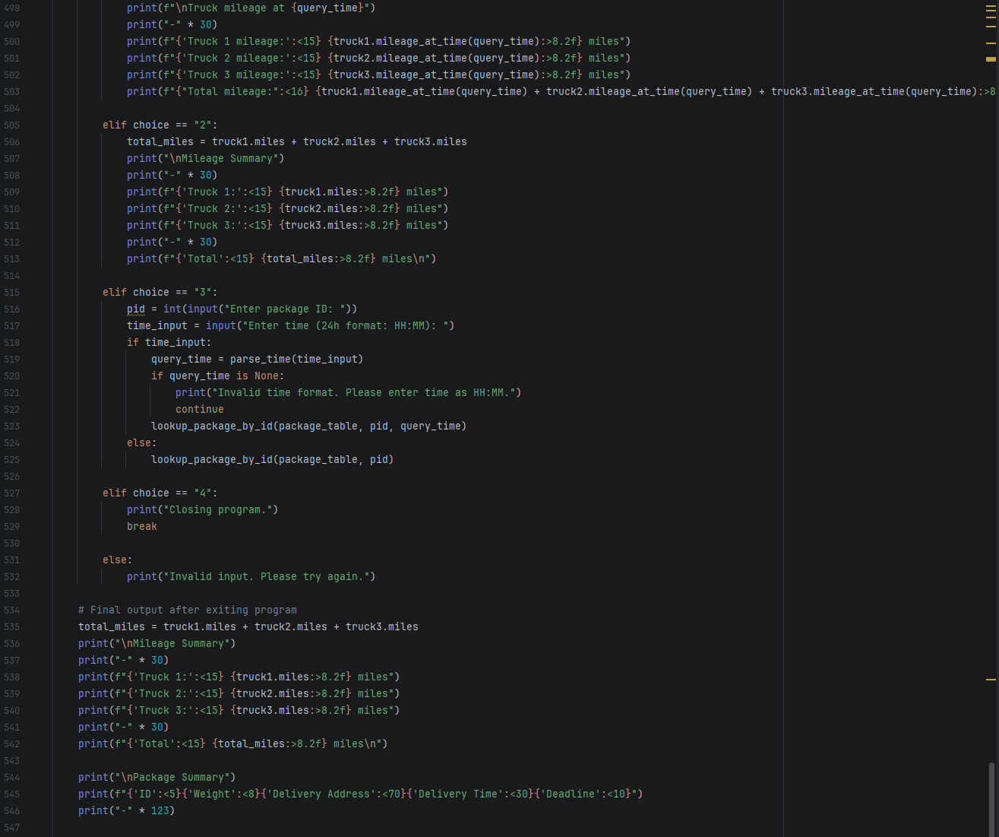 498 print(f"\nTruck mileage at {query_time}")
499 print("-" * 30)
500 print(f"{'Truck 1 mileage:':<15} {truck1.mileage_at_time(query_time):>8.2f} miles")
501 print(f"{'Truck 2 mileage:':<15} {truck2.mileage_at_time(query_time):>8.2f} miles")
502 print(f"{'Truck 3 mileage:':<15} {truck3.mileage_at_time(query_time):>8.2f} miles")
503 print(f"{"Total mileage:":<16} {truck1.mileage_at_time(query_time) + truck2.mileage_at_time(query_time) + truck3.mileage_at_time(query_time):>8
504
505 elif choice == "2":
506 total_miles = truck1.miles + truck2.miles + truck3.miles
507 print("\nMileage Summary")
508 print("-" * 30)
509 print(f"{'Truck 1:':<15} {truck1.miles:>8.2f} miles")
510 print(f"{'Truck 2:':<15} {truck2.miles:>8.2f} miles")
511 print(f"{'Truck 3:':<15} {truck3.miles:>8.2f} miles")
512 print("-" * 30)
513 print(f"{'Total':<15} {total_miles:>8.2f} miles\n")
514
515 elif choice == "3":
516 pid = int(input("Enter package ID: "))
517 time_input = input("Enter time (24h format: HH:MM): ")
518 if time_input:
519 query_time = parse_time(time_input)
520 if query_time is None:
521 print("Invalid time format. Please enter time as HH:MM.")
522 continue
523 lookup_package_by_id(package_table, pid, query_time)
524 else:
525 lookup_package_by_id(package_table, pid)
526
527 elif choice == "4":
528 print("Closing program.")
529 break
530
531 else:
532 print("Invalid input. Please try again.")
533
534 # Final output after exiting program
535 total_miles = truck1.miles + truck2.miles + truck3.miles
536 print("\nMileage Summary")
537 print("-" * 30)
538 print(f"{'Truck 1:':<15} {truck1.miles:>8.2f} miles")
539 print(f"{'Truck 2:':<15} {truck2.miles:>8.2f} miles")
540 print(f"{'Truck 3:':<15} {truck3.miles:>8.2f} miles")
541 print("-" * 30)
542 print(f"{'Total':<15} {total_miles:>8.2f} miles\n")
543
544 print("\nPackage Summary")
545 print(f"{'ID':<5}{'Weight':<8}{'Delivery Address':<70}{'Delivery Time':<30}{'Deadline':<10}")
546 print("-" * 123)
547